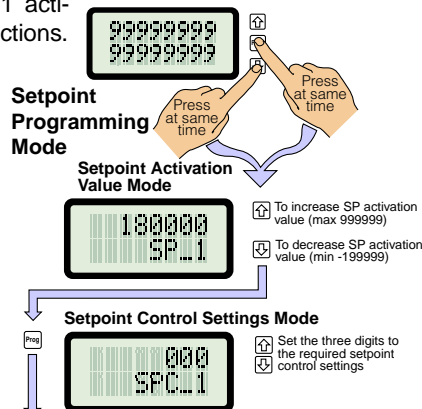 1 acti-
ctions.
99999999
99999999
Press
at same
time
Press
at same
time
Setpoint
Programming
Mode
Setpoint Activation
Value Mode
180000
SP_1
To increase SP activation
value (max 999999)
To decrease SP activation
value (min -199999)
Setpoint Control Settings Mode
Prog
000
SPC_1
Set the three digits to
the required setpoint
control settings